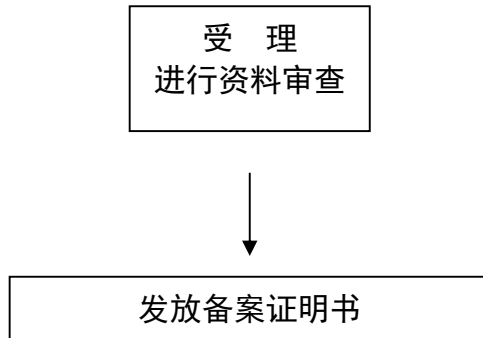 受　理
进行资料审查
发放备案证明书